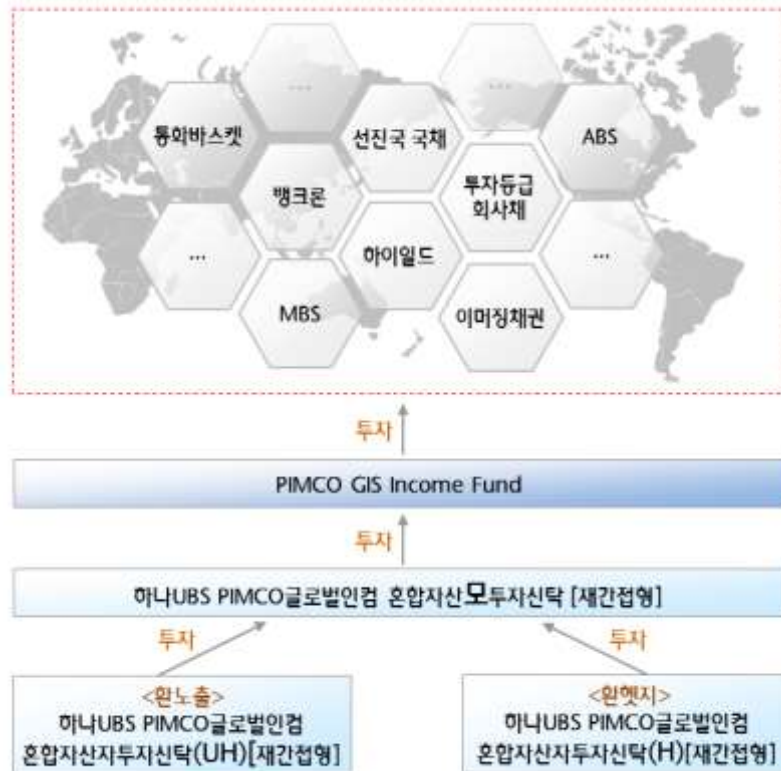 ...
...
통화바스켓
선진국 국채
ABS
뱅크론
투자등급
회사채
...
하이일드
...
MBS
이머징채권
투자
PIMCO GIS Income Fund
투자
하나UBS PIMCO글로벌인컴 혼합자산모투자신탁 [재간접형]
투자
투자
<환노출>
하나UBS PIMCO글로벌인컴
혼합자산자투자신탁(UH)[재간접형]
<환헷지>
하나UBS PIMCO글로벌인컴
혼합자산자투자신탁(H)[재간접형]